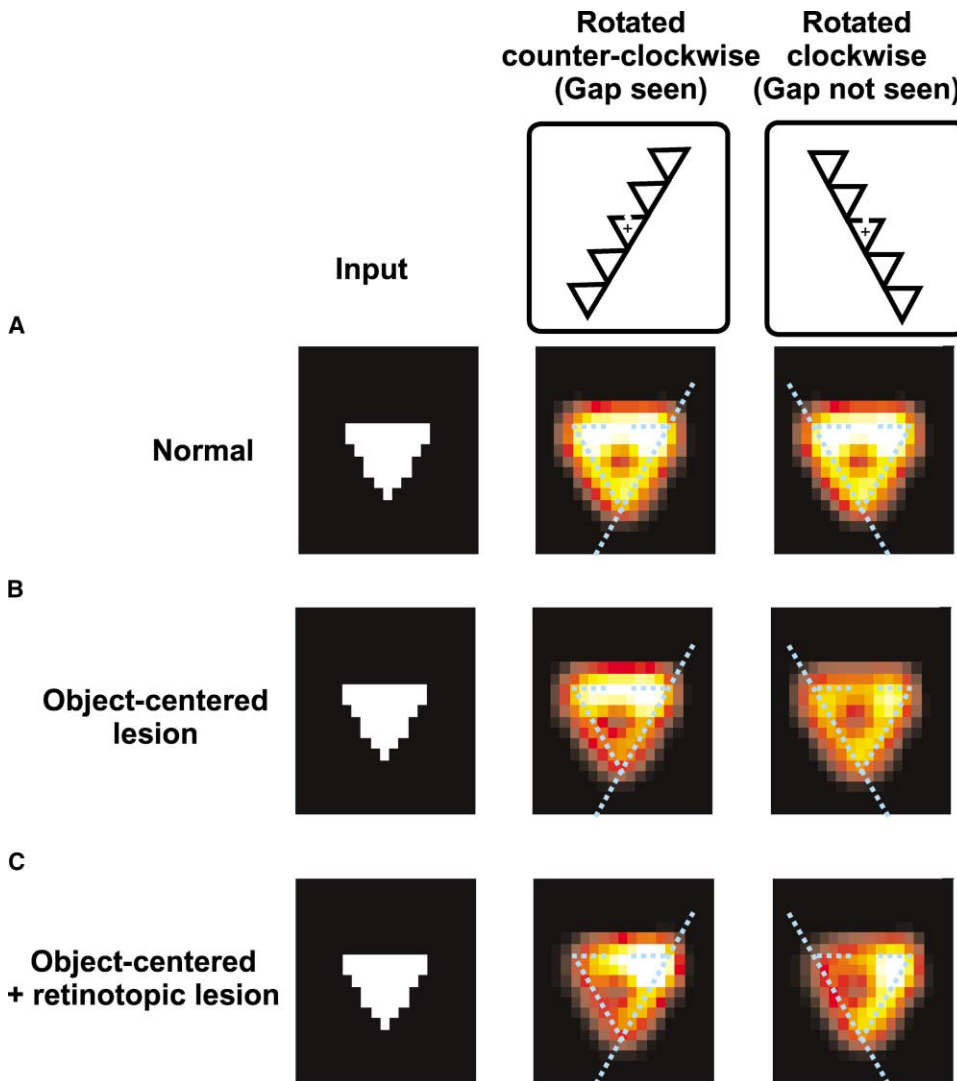 Rotated
counter-clockwise
(Gap seen)
Rotated
clockwise
(Gap not seen)
+
+
Input
A
Normal
B
Object-centered
lesion
C
Object-centered
+ retinotopic lesion